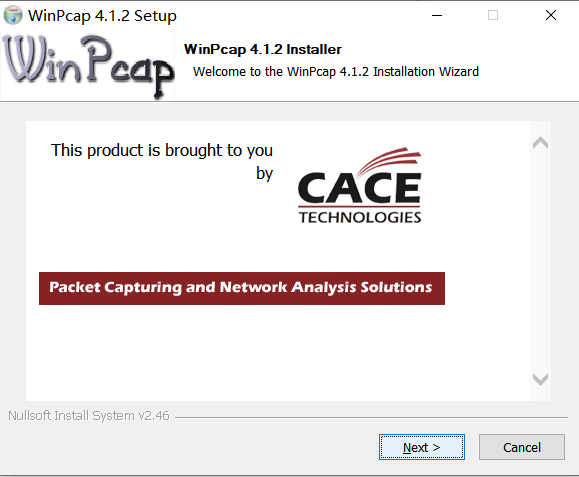 WinPcap 4.1.2 Setup
WinPcap
WinPcap 4.1.2 Installer
Welcome to the WinPcap 4.1.2 Installation Wizard
This product is brought to you
by
CACE
TECHNOLOGIES
Packet Capturing and Network Analysis Solutions
Nullsoft Install System v2.46
Next >
Cancel